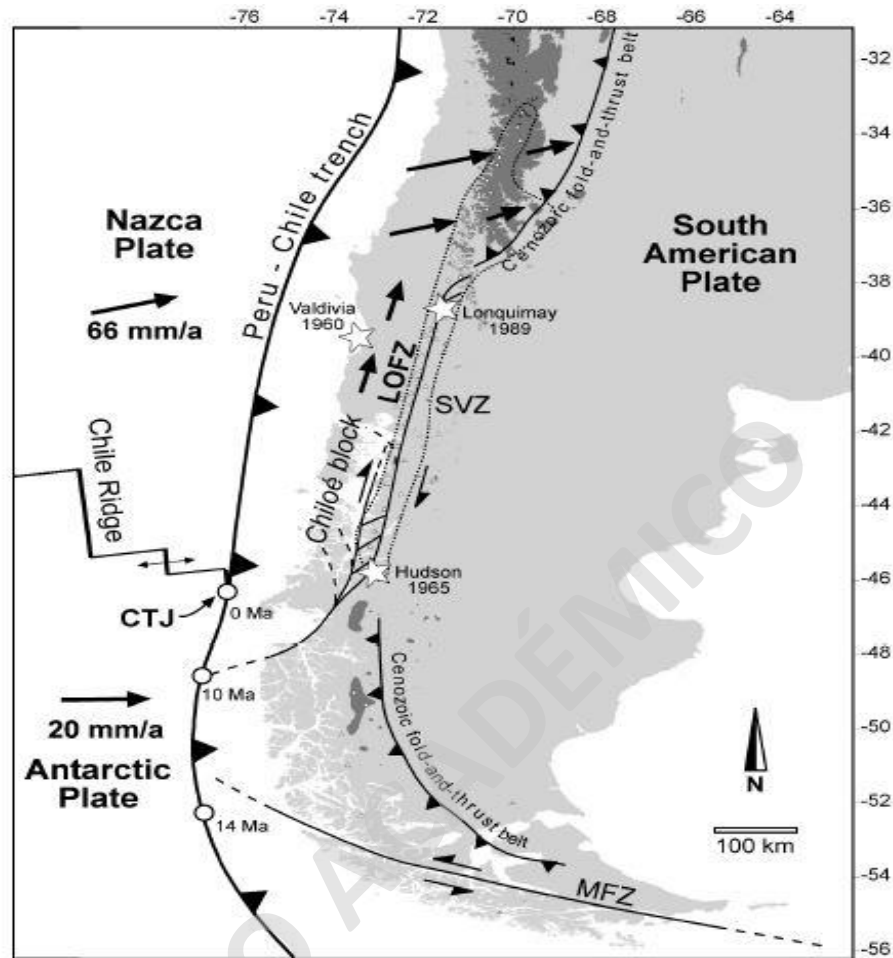 -76
-72
-70
-68
-64
-32
-34
-36
-38
-40
-42
-44
-46
-48
-50
-52
-54
-56
Peru - Chile trench
Cenozoic fold-and-thrust belt
Nazca
Plate
66 mm/a
South
American
Plate
Valdivia
1960
Lonquimay
1989
LOFZ
SVZ
Chiloé block
Chile Ridge
Hudson
1965
CTJ
0 Ma
10 Ma
20 mm/a
Antarctic
Plate
14 Ma
Cenozoic fold-and-thrust belt
N
100 km
MFZ
O ADÉMICO